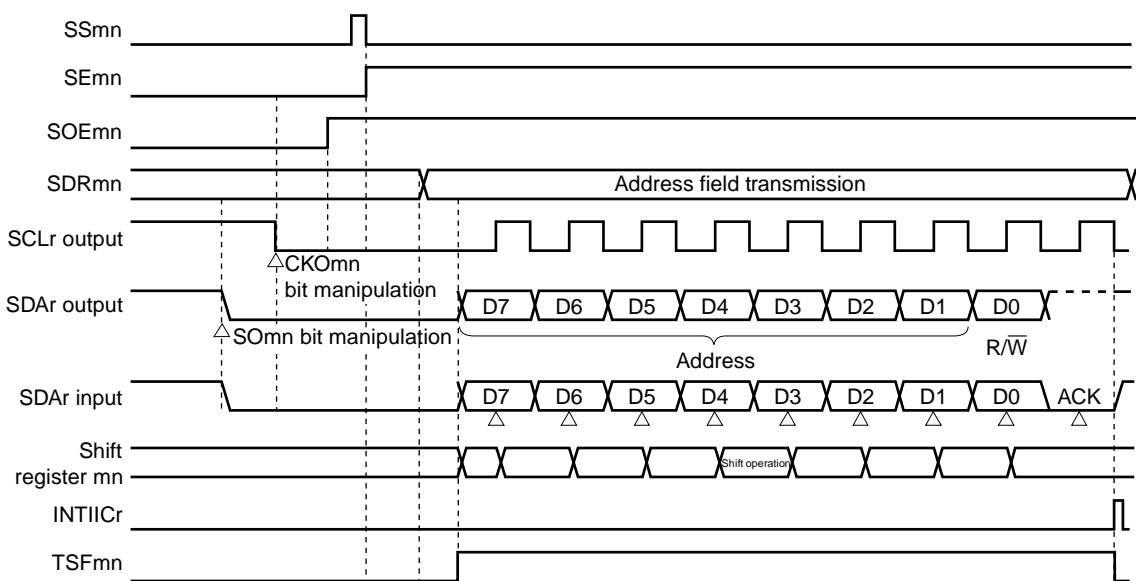 SSmn
SEmn
SOEmn
SDRmn
Address field transmission
SCLr output
CKOmn
bit manipulation
SDAr output
D7 D6 D5 D4 D3 D2 D1 D0
SOmn bit manipulation
Address
R/W̅
SDAr input
D7 D6 D5 D4 D3 D2 D1 D0 ACK
Shift
register mn
Shift operation
INTIICr
TSFmn